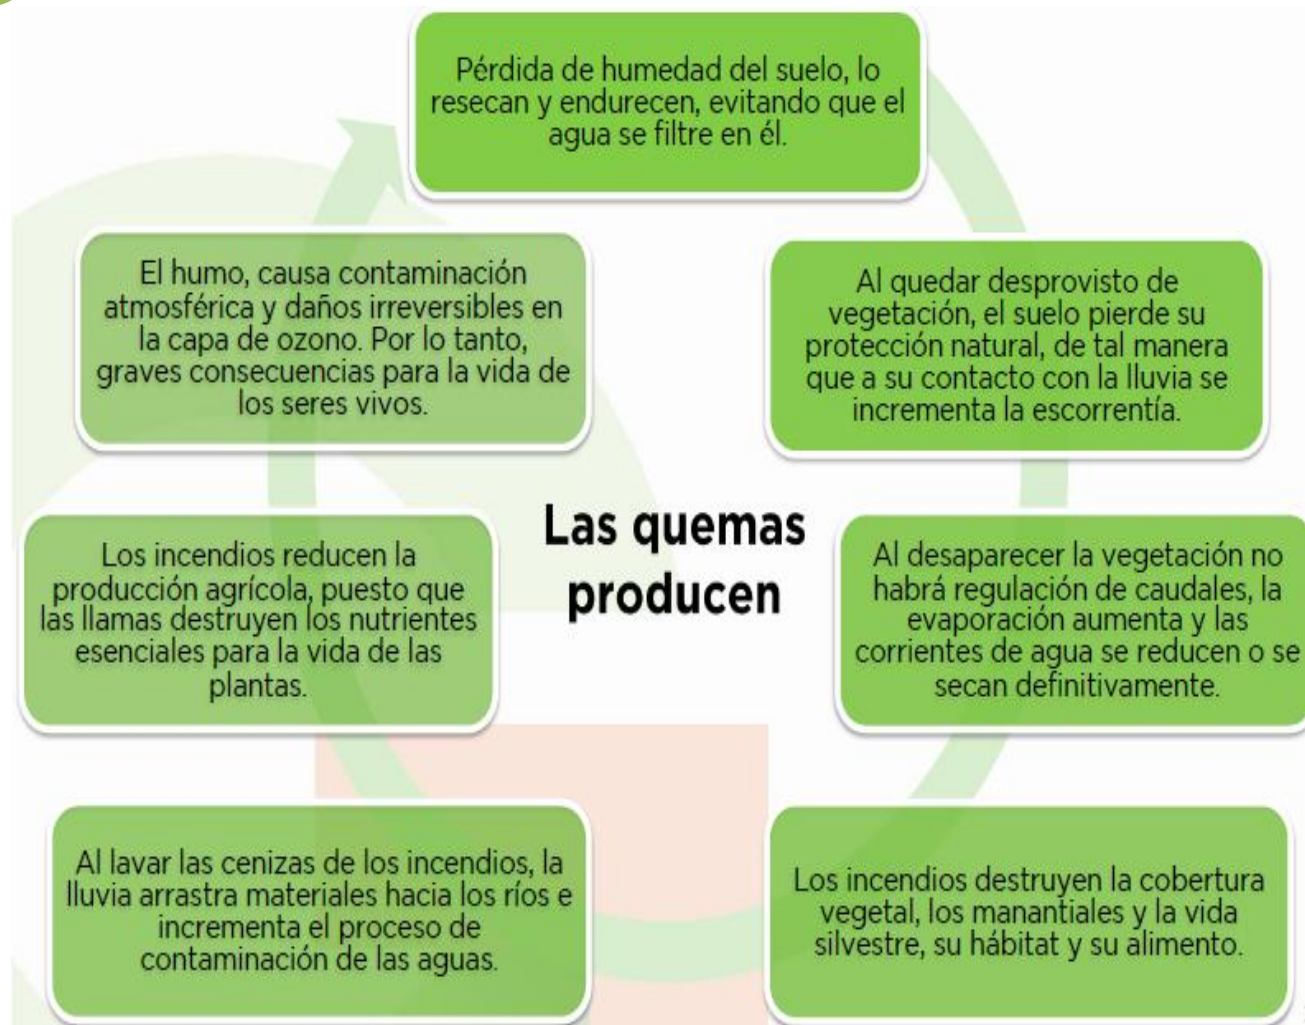 Pérdida de humedad del suelo, lo
resecan y endurecen, evitando que el
agua se filtre en él.
Al quedar desprovisto de
vegetación, el suelo pierde su
protección natural, de tal manera
que a su contacto con la lluvia se
incrementa la escorrentía.
Al desaparecer la vegetación no
habrá regulación de caudales, la
evaporación aumenta y las
corrientes de agua se reducen o se
secan definitivamente.
Los incendios destruyen la cobertura
vegetal, los manantiales y la vida
silvestre, su hábitat y su alimento.
Al lavar las cenizas de los incendios, la
lluvia arrastra materiales hacia los ríos e
incrementa el proceso de
contaminación de las aguas.
Los incendios reducen la
producción agrícola, puesto que
las llamas destruyen los nutrientes
esenciales para la vida de las
plantas.
El humo, causa contaminación
atmosférica y daños irreversibles en
la capa de ozono. Por lo tanto,
graves consecuencias para la vida de
los seres vivos.
Las quemas
producen